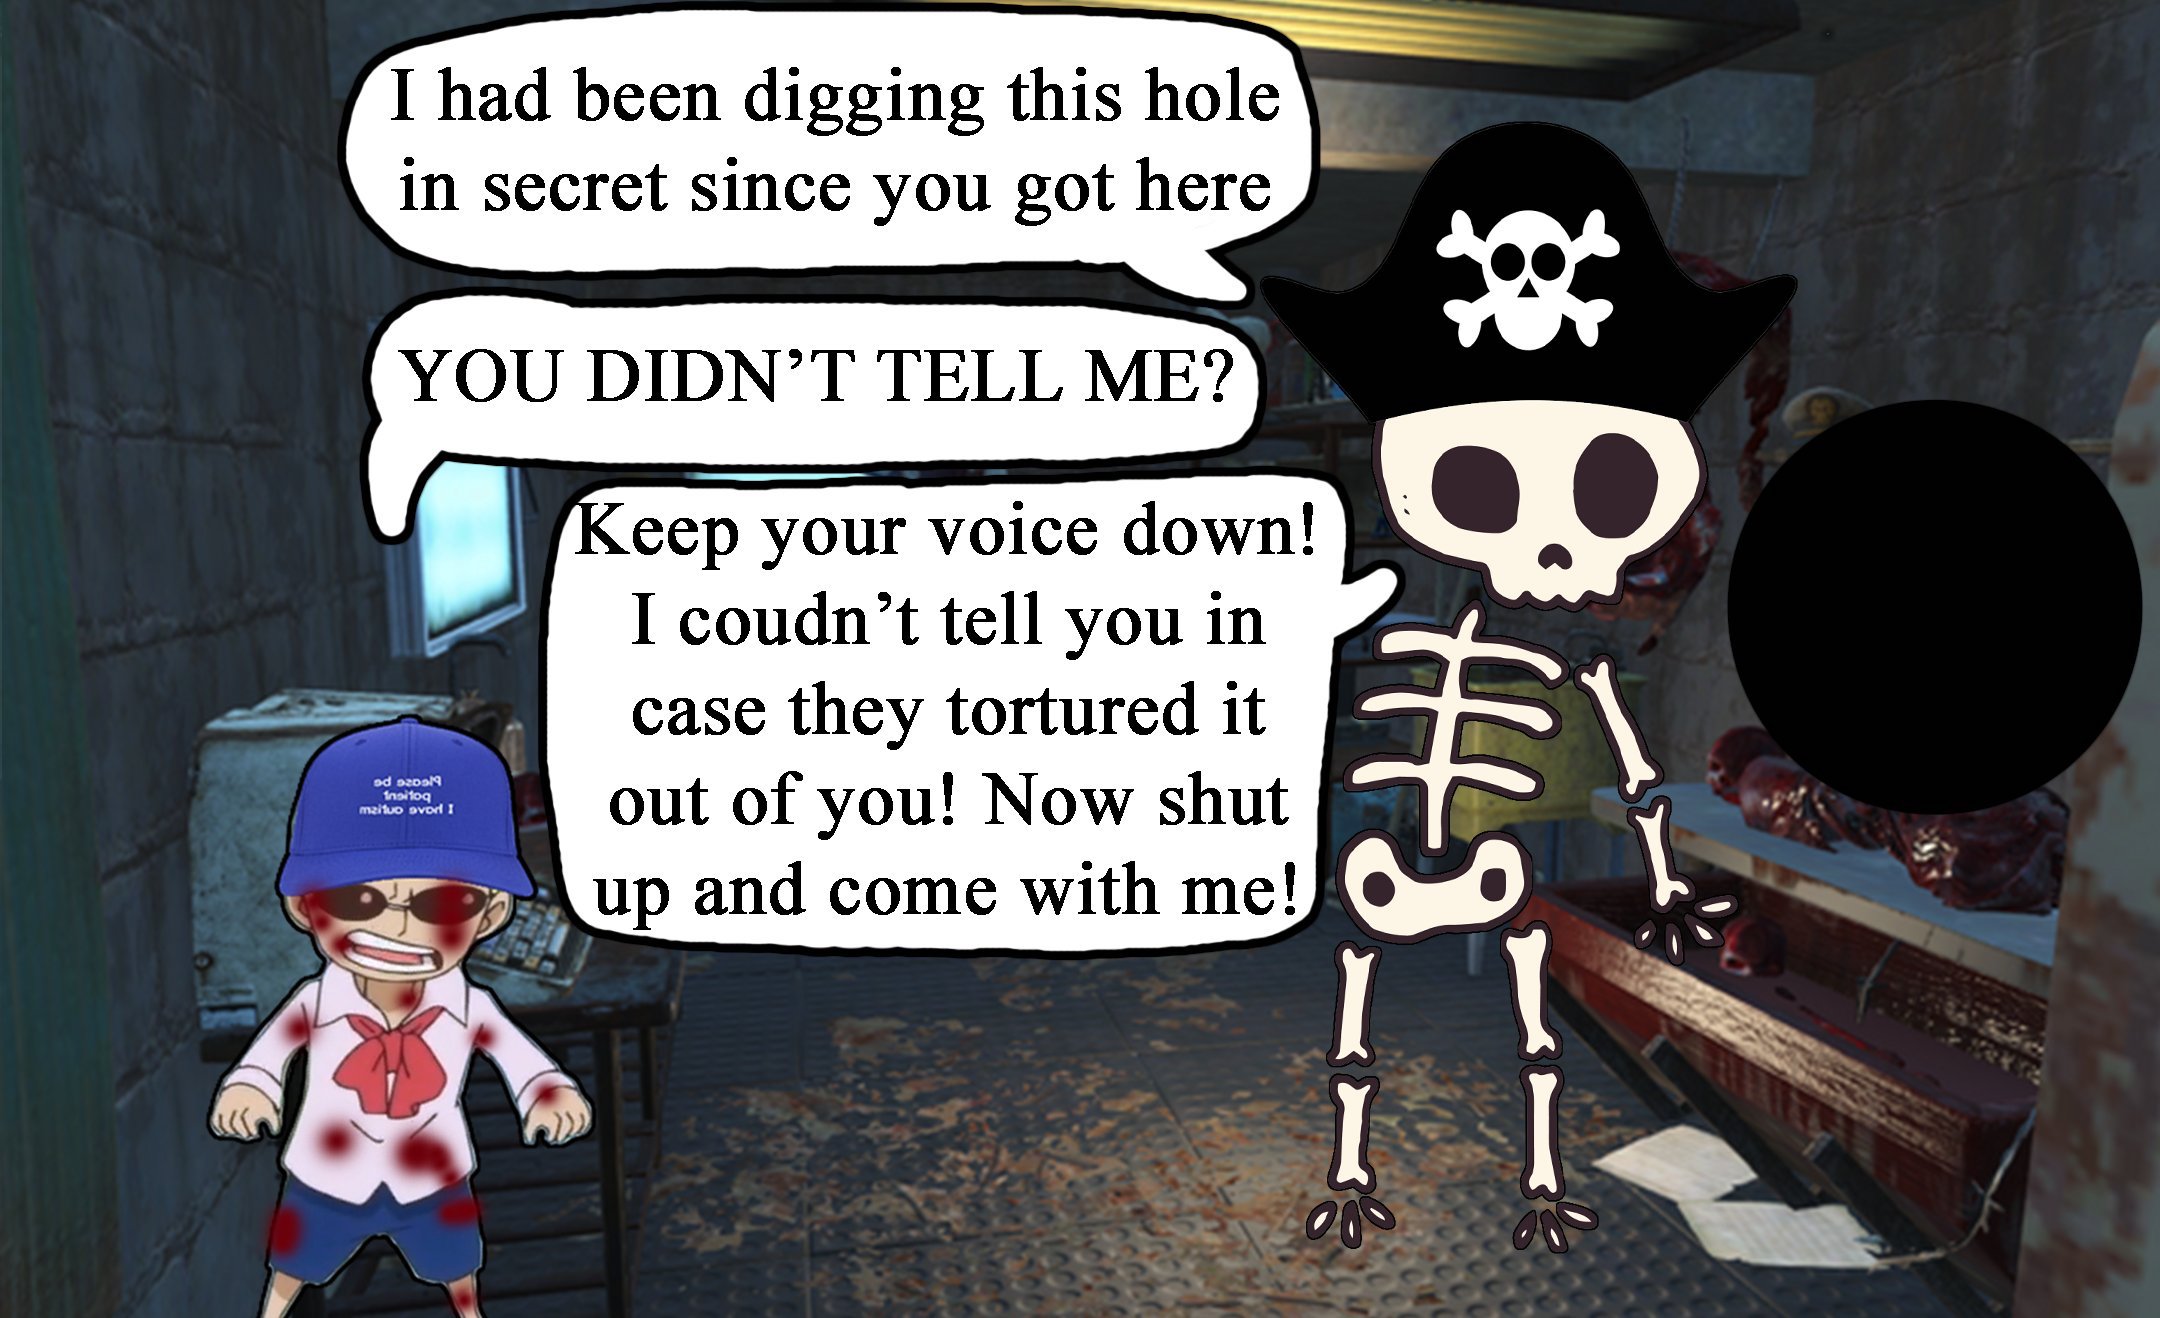 I had been digging this hole
in secret since you got here
YOU DIDN’T TELL ME?
Keep your voice down!
I coudn’t tell you in
case they tortured it
out of you! Now shut
up and come with me!
Please be
patient
I have autism